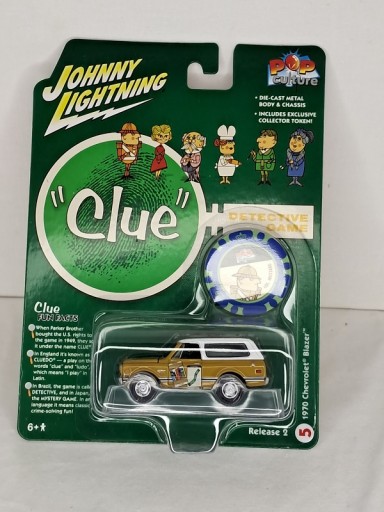 JOHNNY
LIGHTNING
POP
Culture
• DIE-CAST METAL
BODY & CHASSIS
• INCLUDES EXCLUSIVE
COLLECTOR TOKEN!
"Clue"
DETECTIVE
GAME
Clue
FUN FACTS
When Parker Brother
bought the U.S. rights to
the game in 1949, they
it under the name CLUE
In England it's known as
CLUEDO — a play on
words "clue" and "ludo",
which means "I play" in
Latin.
In Brazil, the game is call
DETECTIVE, and in Japan,
the MYSTERY GAME. In any
language it means classic
crime-solving fun!
6+
1970 Chevrolet® Blazer™
Release 2
5